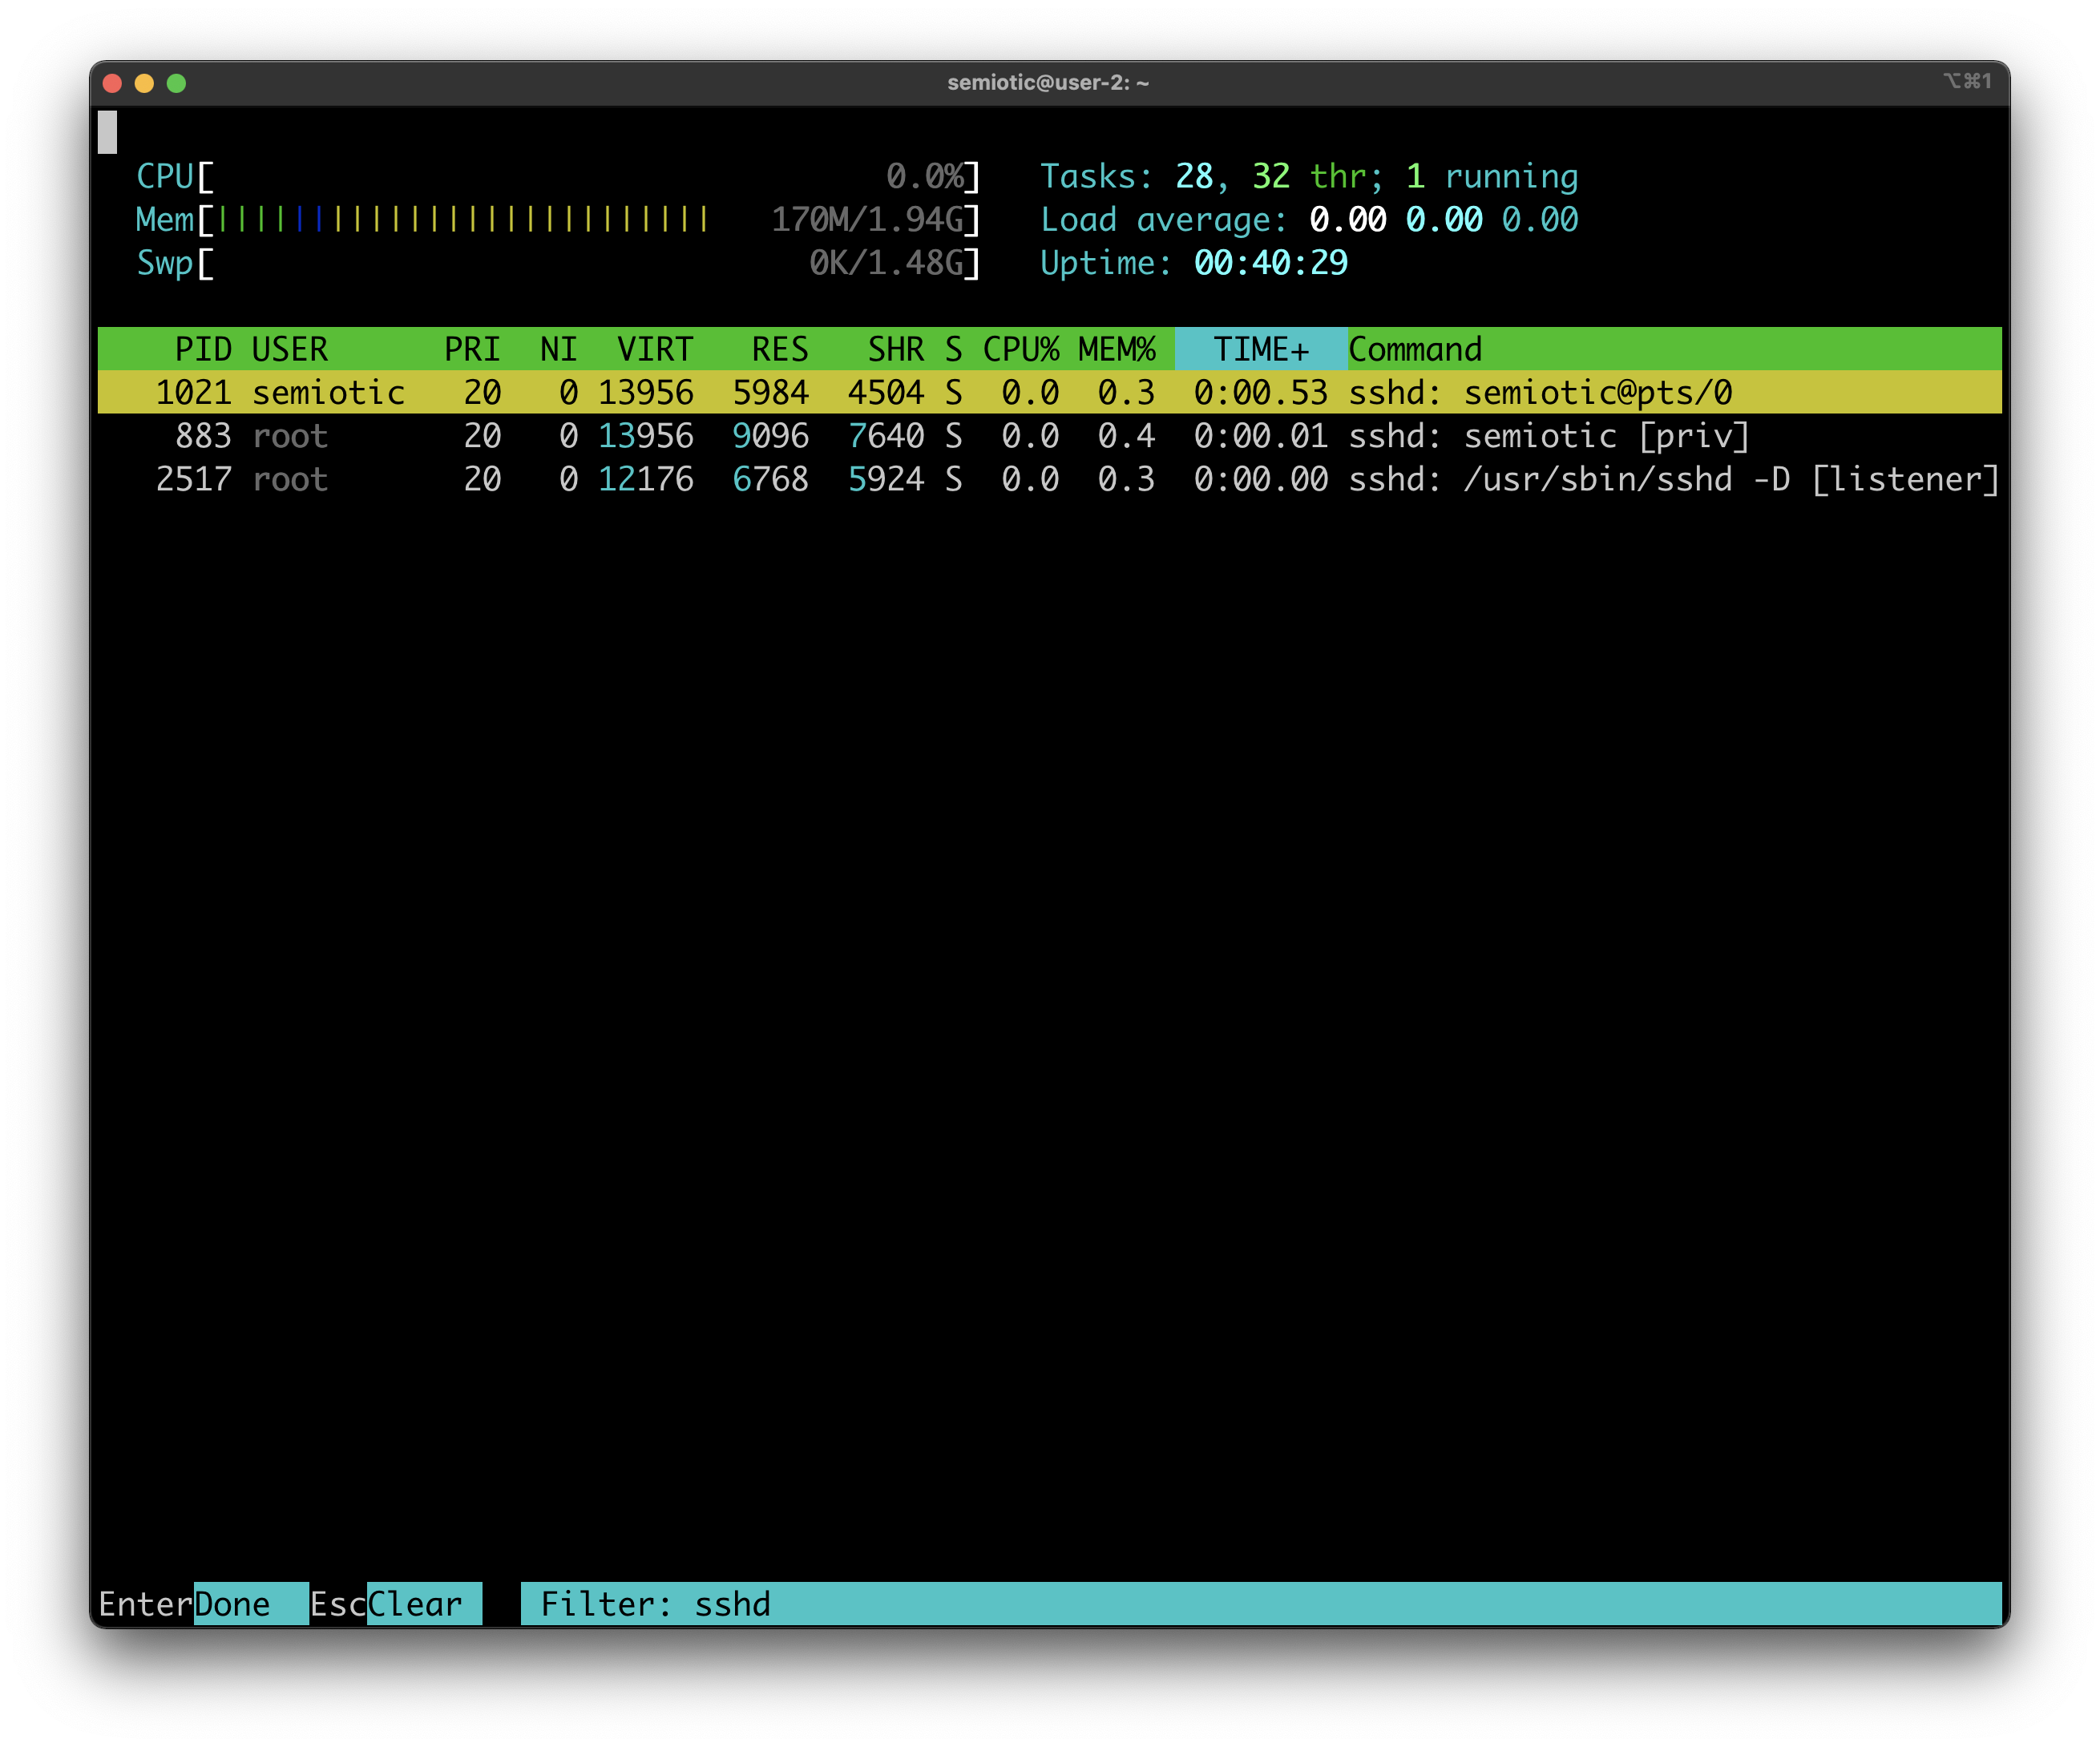 semiotic@user-2: ~
⌥⌘1
CPU[ 0.0%] Tasks: 28, 32 thr; 1 running
Mem[|||||||||||||||||||||||||| 170M/1.94G] Load average: 0.00 0.00 0.00
Swp[ 0K/1.48G] Uptime: 00:40:29
PID USER PRI NI VIRT RES SHR S CPU% MEM% TIME+ Command
1021 semiotic 20 0 13956 5984 4504 S 0.0 0.3 0:00.53 sshd: semiotic@pts/0
883 root 20 0 13956 9096 7640 S 0.0 0.4 0:00.01 sshd: semiotic [priv]
2517 root 20 0 12176 6768 5924 S 0.0 0.3 0:00.00 sshd: /usr/sbin/sshd -D [listener]
EnterDone EscClear Filter: sshd